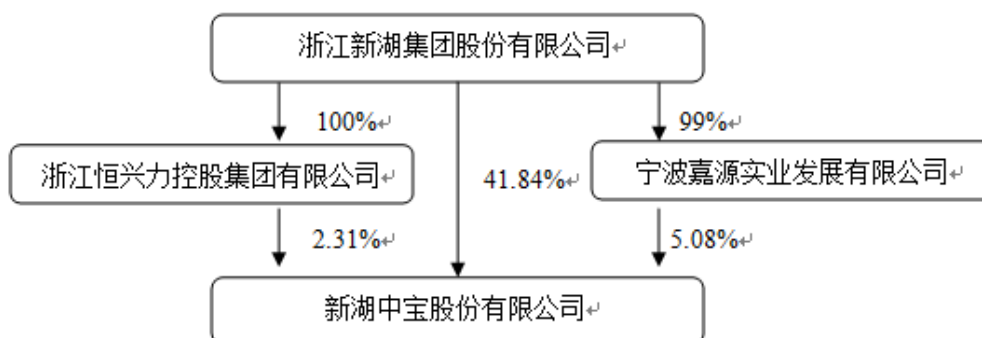 浙江新湖集团股份有限公司
100%
99%
浙江恒兴力控股集团有限公司
41.84%
宁波嘉源实业发展有限公司
2.31%
5.08%
新湖中宝股份有限公司